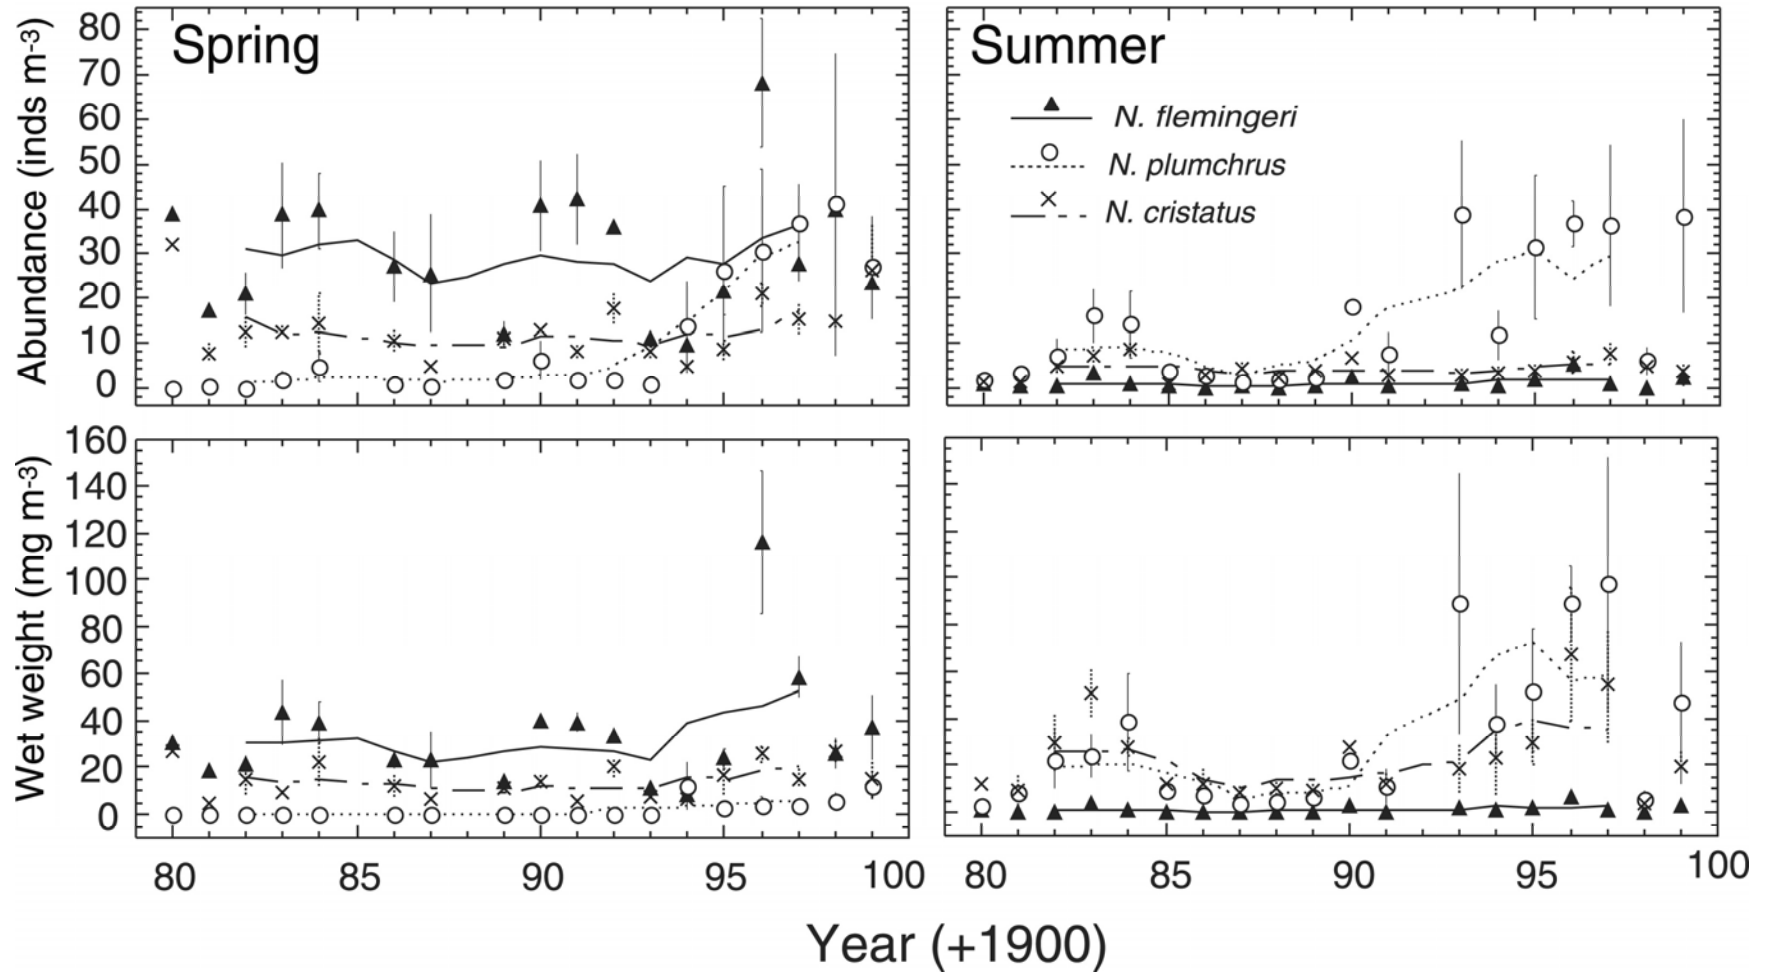 Spring
Summer
Abundance (inds m-3)
80
70
60
50
40
30
20
10
0
N. flemingeri
N. plumchrus
N. cristatus
Wet weight (mg m-3)
160
140
120
100
80
60
40
20
0
80 85 90 95 100
80 85 90 95 100
Year (+1900)